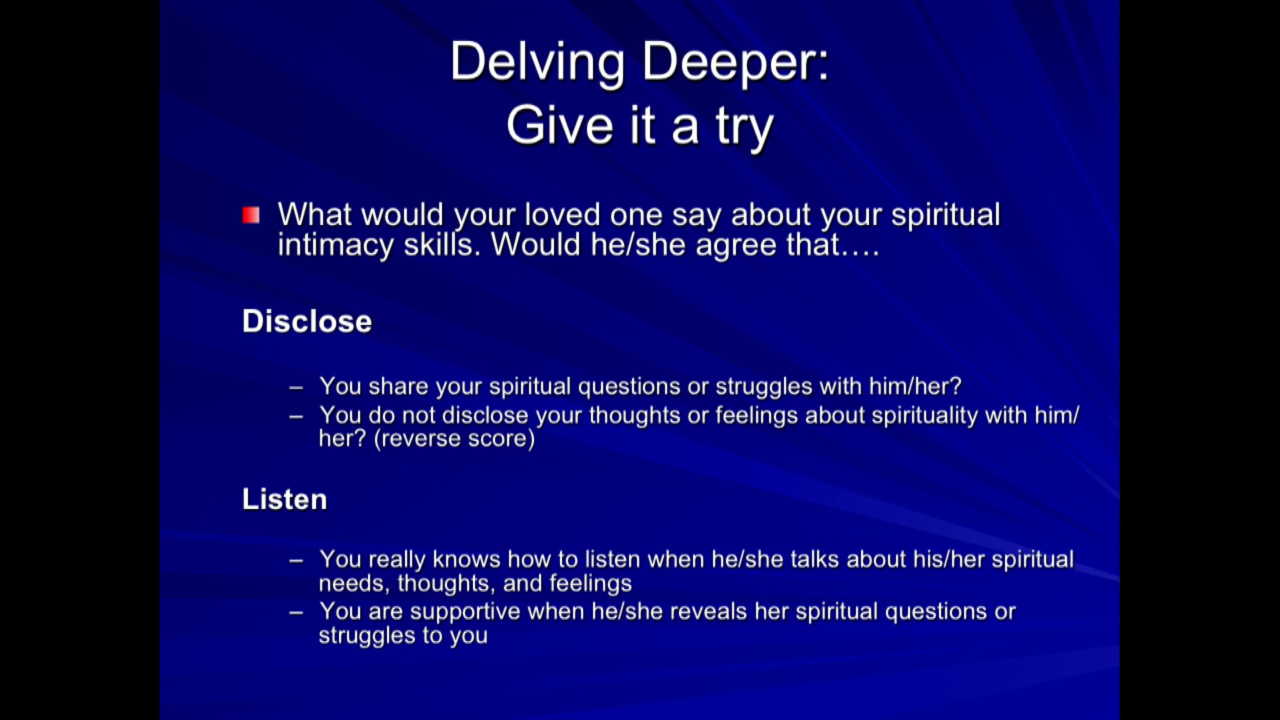 Delving Deeper:
Give it a try
What would your loved one say about your spiritual
intimacy skills. Would he/she agree that….
Disclose
– You share your spiritual questions or struggles with him/her?
– You do not disclose your thoughts or feelings about spirituality with him/
her? (reverse score)
Listen
– You really knows how to listen when he/she talks about his/her spiritual
needs, thoughts, and feelings
– You are supportive when he/she reveals her spiritual questions or
struggles to you